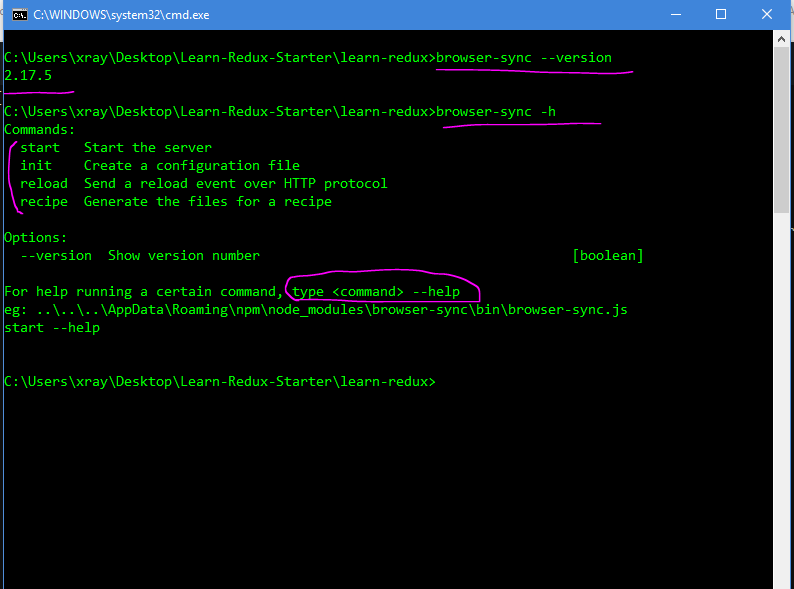 C:\WINDOWS\system32\cmd.exe
C:\Users\xray\Desktop\Learn-Redux-Starter\learn-redux>browser-sync --version
2.17.5
C:\Users\xray\Desktop\Learn-Redux-Starter\learn-redux>browser-sync -h
Commands:
  start   Start the server
  init    Create a configuration file
  reload  Send a reload event over HTTP protocol
  recipe  Generate the files for a recipe
Options:
  --version  Show version number                                       [boolean]
For help running a certain command, type <command> --help
eg: ..\..\..\AppData\Roaming\npm\node_modules\browser-sync\bin\browser-sync.js
start --help
C:\Users\xray\Desktop\Learn-Redux-Starter\learn-redux>